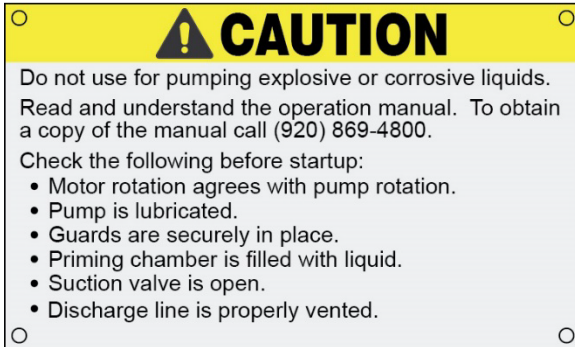 CAUTION
Do not use for pumping explosive or corrosive liquids.
Read and understand the operation manual.  To obtain
a copy of the manual call (920) 869-4800.
Check the following before startup:
• Motor rotation agrees with pump rotation.
• Pump is lubricated.
• Guards are securely in place.
• Priming chamber is filled with liquid.
• Suction valve is open.
• Discharge line is properly vented.